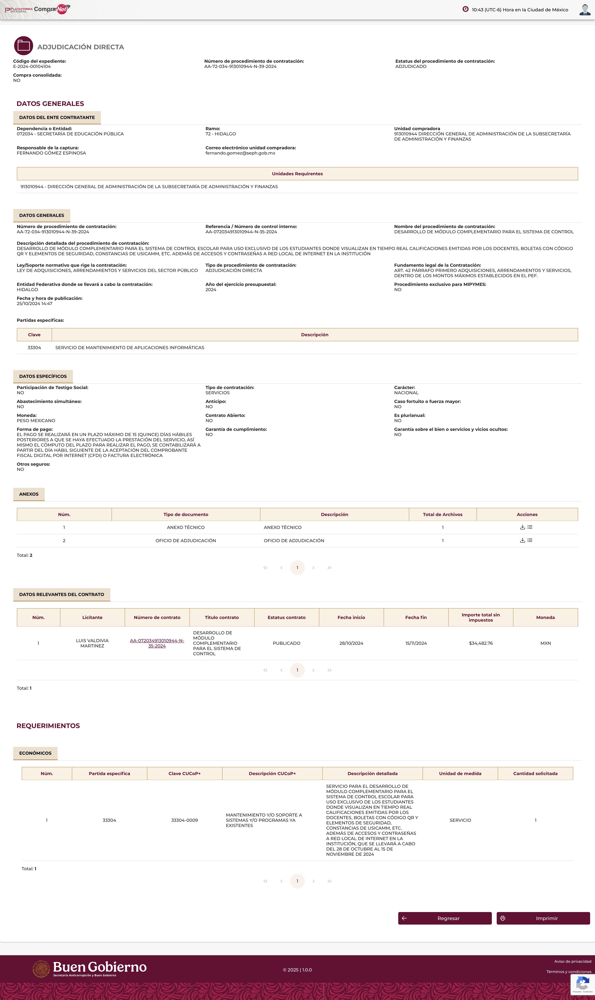 PLATAFORMA INTEGRAL CompraNet
10:43 (UTC-6) Hora en la Ciudad de México
ADJUDICACIÓN DIRECTA
Código del expediente:
E-2024-00104104
Número de procedimiento de contratación:
AA-72-034-913010944-N-39-2024
Estatus del procedimiento de contratación:
ADJUDICADO
Compra consolidada:
NO
DATOS GENERALES
DATOS DEL ENTE CONTRATANTE
Dependencia o Entidad:
072034 - SECRETARÍA DE EDUCACIÓN PÚBLICA
Ramo:
72 - HIDALGO
Unidad compradora
913010944 DIRECCIÓN GENERAL DE ADMINISTRACIÓN DE LA SUBSECRETARÍA
DE ADMINISTRACIÓN Y FINANZAS
Responsable de la captura:
FERNANDO GÓMEZ ESPINOSA
Correo electrónico unidad compradora:
fernando.gomez@seph.gob.mx
Unidades Requirentes
913010944 - DIRECCIÓN GENERAL DE ADMINISTRACIÓN DE LA SUBSECRETARÍA DE ADMINISTRACIÓN Y FINANZAS
DATOS GENERALES
Número de procedimiento de contratación:
AA-72-034-913010944-N-39-2024
Referencia / Número de control interno:
AA-072034913010944-N-35-2024
Nombre del procedimiento de contratación:
DESARROLLO DE MÓDULO COMPLEMENTARIO PARA EL SISTEMA DE CONTROL
Descripción detallada del procedimiento de contratación:
DESARROLLO DE MÓDULO COMPLEMENTARIO PARA EL SISTEMA DE CONTROL ESCOLAR PARA USO EXCLUSIVO DE LOS ESTUDIANTES DONDE VISUALIZAN EN TIEMPO REAL CALIFICACIONES EMITIDAS POR LOS DOCENTES, BOLETAS CON CÓDIGO
QR Y ELEMENTOS DE SEGURIDAD, CONSTANCIAS DE USICAMM, ETC. ADEMÁS DE ACCESOS Y CONTRASEÑAS A RED LOCAL DE INTERNET EN LA INSTITUCIÓN
Ley/Soporte normativo que rige la contratación:
LEY DE ADQUISICIONES, ARRENDAMIENTOS Y SERVICIOS DEL SECTOR PÚBLICO
Tipo de procedimiento de contratación:
ADJUDICACIÓN DIRECTA
Fundamento legal de la Contratación:
ART. 42 PÁRRAFO PRIMERO ADQUISICIONES, ARRENDAMIENTOS Y SERVICIOS,
DENTRO DE LOS MONTOS MÁXIMOS ESTABLECIDOS EN EL PEF.
Entidad Federativa donde se llevará a cabo la contratación:
HIDALGO
Año del ejercicio presupuestal:
2024
Procedimiento exclusivo para MIPYMES:
NO
Fecha y hora de publicación:
25/10/2024 14:47
Partidas específicas:
Clave Descripción
33304 SERVICIO DE MANTENIMIENTO DE APLICACIONES INFORMÁTICAS
DATOS ESPECÍFICOS
Participación de Testigo Social:
NO
Tipo de contratación:
SERVICIOS
Carácter:
NACIONAL
Abastecimiento simultáneo:
NO
Anticipo:
NO
Caso fortuito o fuerza mayor:
NO
Moneda:
PESO MEXICANO
Contrato Abierto:
NO
Es plurianual:
NO
Forma de pago:
EL PAGO SE REALIZARÁ EN UN PLAZO MÁXIMO DE 15 (QUINCE) DÍAS HÁBILES
POSTERIORES A QUE SE HAYA EFECTUADO LA PRESTACIÓN DEL SERVICIO, ASÍ
MISMO EL CÓMPUTO DEL PLAZO PARA REALIZAR EL PAGO, SE CONTABILIZARÁ A
PARTIR DEL DÍA HÁBIL SIGUIENTE DE LA ACEPTACIÓN DEL COMPROBANTE
FISCAL DIGITAL POR INTERNET (CFDI) O FACTURA ELECTRÓNICA
Garantía de cumplimiento:
NO
Garantía sobre el bien o servicios y vicios ocultos:
NO
Otros seguros:
NO
ANEXOS
Núm. Tipo de documento Descripción Total de Archivos Acciones
1 ANEXO TÉCNICO ANEXO TÉCNICO 1
2 OFICIO DE ADJUDICACIÓN OFICIO DE ADJUDICACIÓN 1
Total: 2
1
DATOS RELEVANTES DEL CONTRATO
Núm. Licitante Número de contrato Titulo contrato Estatus contrato Fecha inicio Fecha fin Importe total sin impuestos Moneda
1
LUIS VALDIVIA
MARTINEZ
AA-072034913010944-N-
35-2024
DESARROLLO DE
MÓDULO
COMPLEMENTARIO
PARA EL SISTEMA DE
CONTROL
PUBLICADO
28/10/2024
15/11/2024
$34,482.76
MXN
1
Total: 1
REQUERIMIENTOS
ECONÓMICOS
Núm. Partida específica Clave CUCoP+ Descripción CUCoP+ Descripción detallada Unidad de medida Cantidad solicitada
1
33304
33304-0009
MANTENIMIENTO Y/O SOPORTE A
SISTEMAS Y/O PROGRAMAS YA
EXISTENTES
SERVICIO PARA EL DESARROLLO DE
MÓDULO COMPLEMENTARIO PARA EL
SISTEMA DE CONTROL ESCOLAR PARA
USO EXCLUSIVO DE LOS ESTUDIANTES
DONDE VISUALIZAN EN TIEMPO REAL
CALIFICACIONES EMITIDAS POR LOS
DOCENTES, BOLETAS CON CÓDIGO QR Y
ELEMENTOS DE SEGURIDAD,
CONSTANCIAS DE USICAMM, ETC.
ADEMÁS DE ACCESOS Y CONTRASEÑAS
A RED LOCAL DE INTERNET EN LA
INSTITUCIÓN, QUE SE LLEVARÁ A CABO
DEL 28 DE OCTUBRE AL 15 DE
NOVIEMBRE DE 2024
SERVICIO
1
Total: 1
1
Regresar
Imprimir
Buen Gobierno
Secretaría Anticorrupción y Buen Gobierno
© 2025 | 1.0.0
Aviso de privacidad
Términos y condiciones
Privacidad - Condiciones